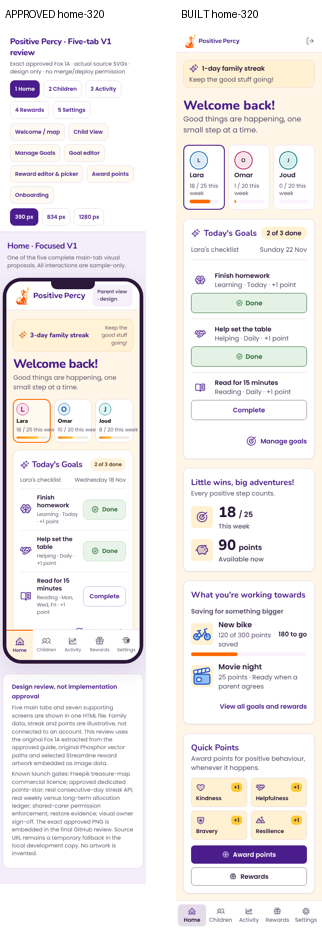 APPROVED home-320
Positive Percy · Five-tab V1
review
Exact approved Fox 1A · actual source SVGs ·
design only · no merge/deploy permission
1 Home
2 Children
3 Activity
4 Rewards
5 Settings
Welcome / map
Child View
Manage Goals
Goal editor
Reward editor & picker
Award points
Onboarding
390 px
834 px
1280 px
Home · Focused V1
One of the five complete main-tab visual
proposals. All interactions are sample-only.
Positive Percy
Parent view
· design
3-day family streak
Keep the
good stuff
going!
Welcome back!
Good things are happening, one
small step at a time.
L
Lara
18 / 25 this week
O
Omar
10 / 20 this week
J
Joud
8 / 20 this week
Today's Goals
2 of 3 done
Lara's checklist
Wednesday 18 Nov
Finish
homework
Learning · Today
· +1 point
Done
Help set the
table
Helping · Daily ·
+1 point
Done
Read for 15
minutes
Reading · Mon,
Wed, Fri · +1
point
Complete
Home
Children
Activity
Rewards
Settings
Design review, not implementation
approval
Five main tabs and seven supporting
screens are shown in one HTML file. Family
data, streak and points are illustrative, not
connected to an account. This review uses
the original Fox 1A extracted from the
approved guide, original Phosphor vector
paths and selected Streamline reward
artwork embedded as image data.
Known launch gates: Freepik treasure-map
commercial licence; approved dedicated
points-star; real consecutive-day streak API;
real weekly versus long-term allocation
ledger; shared-carer permission
enforcement; restore evidence; visual owner
sign-off. The exact approved PNG is
embedded in the final GitHub review. Source
URL remains a temporary fallback in the
local development copy. No artwork is
invented.
BUILT home-320
Positive Percy
1-day family streak
Keep the good stuff going!
Welcome back!
Good things are happening, one
small step at a time.
L
Lara
18 / 25 this
week
O
Omar
1 / 20 this
week
J
Joud
0 / 20 this
week
Today's Goals
2 of 3 done
Lara's checklist
Sunday 22 Nov
Finish homework
Learning · Today · +1 point
Done
Help set the table
Helping · Daily · +1 point
Done
Read for 15 minutes
Reading · Daily · +1 point
Complete
Manage goals
Little wins, big adventures!
Every positive step counts.
18 / 25
This week
90 points
Available now
What you're working towards
Saving for something bigger
New bike
120 of 300 points
saved
180 to go
Movie night
25 points · Ready when a
parent agrees
View all goals and rewards
Quick Points
Award points for positive behaviour,
whenever it happens.
+1
Kindness
+1
Helpfulness
+1
Bravery
+1
Resilience
Award points
Rewards
Home
Children
Activity
Rewards
Settings